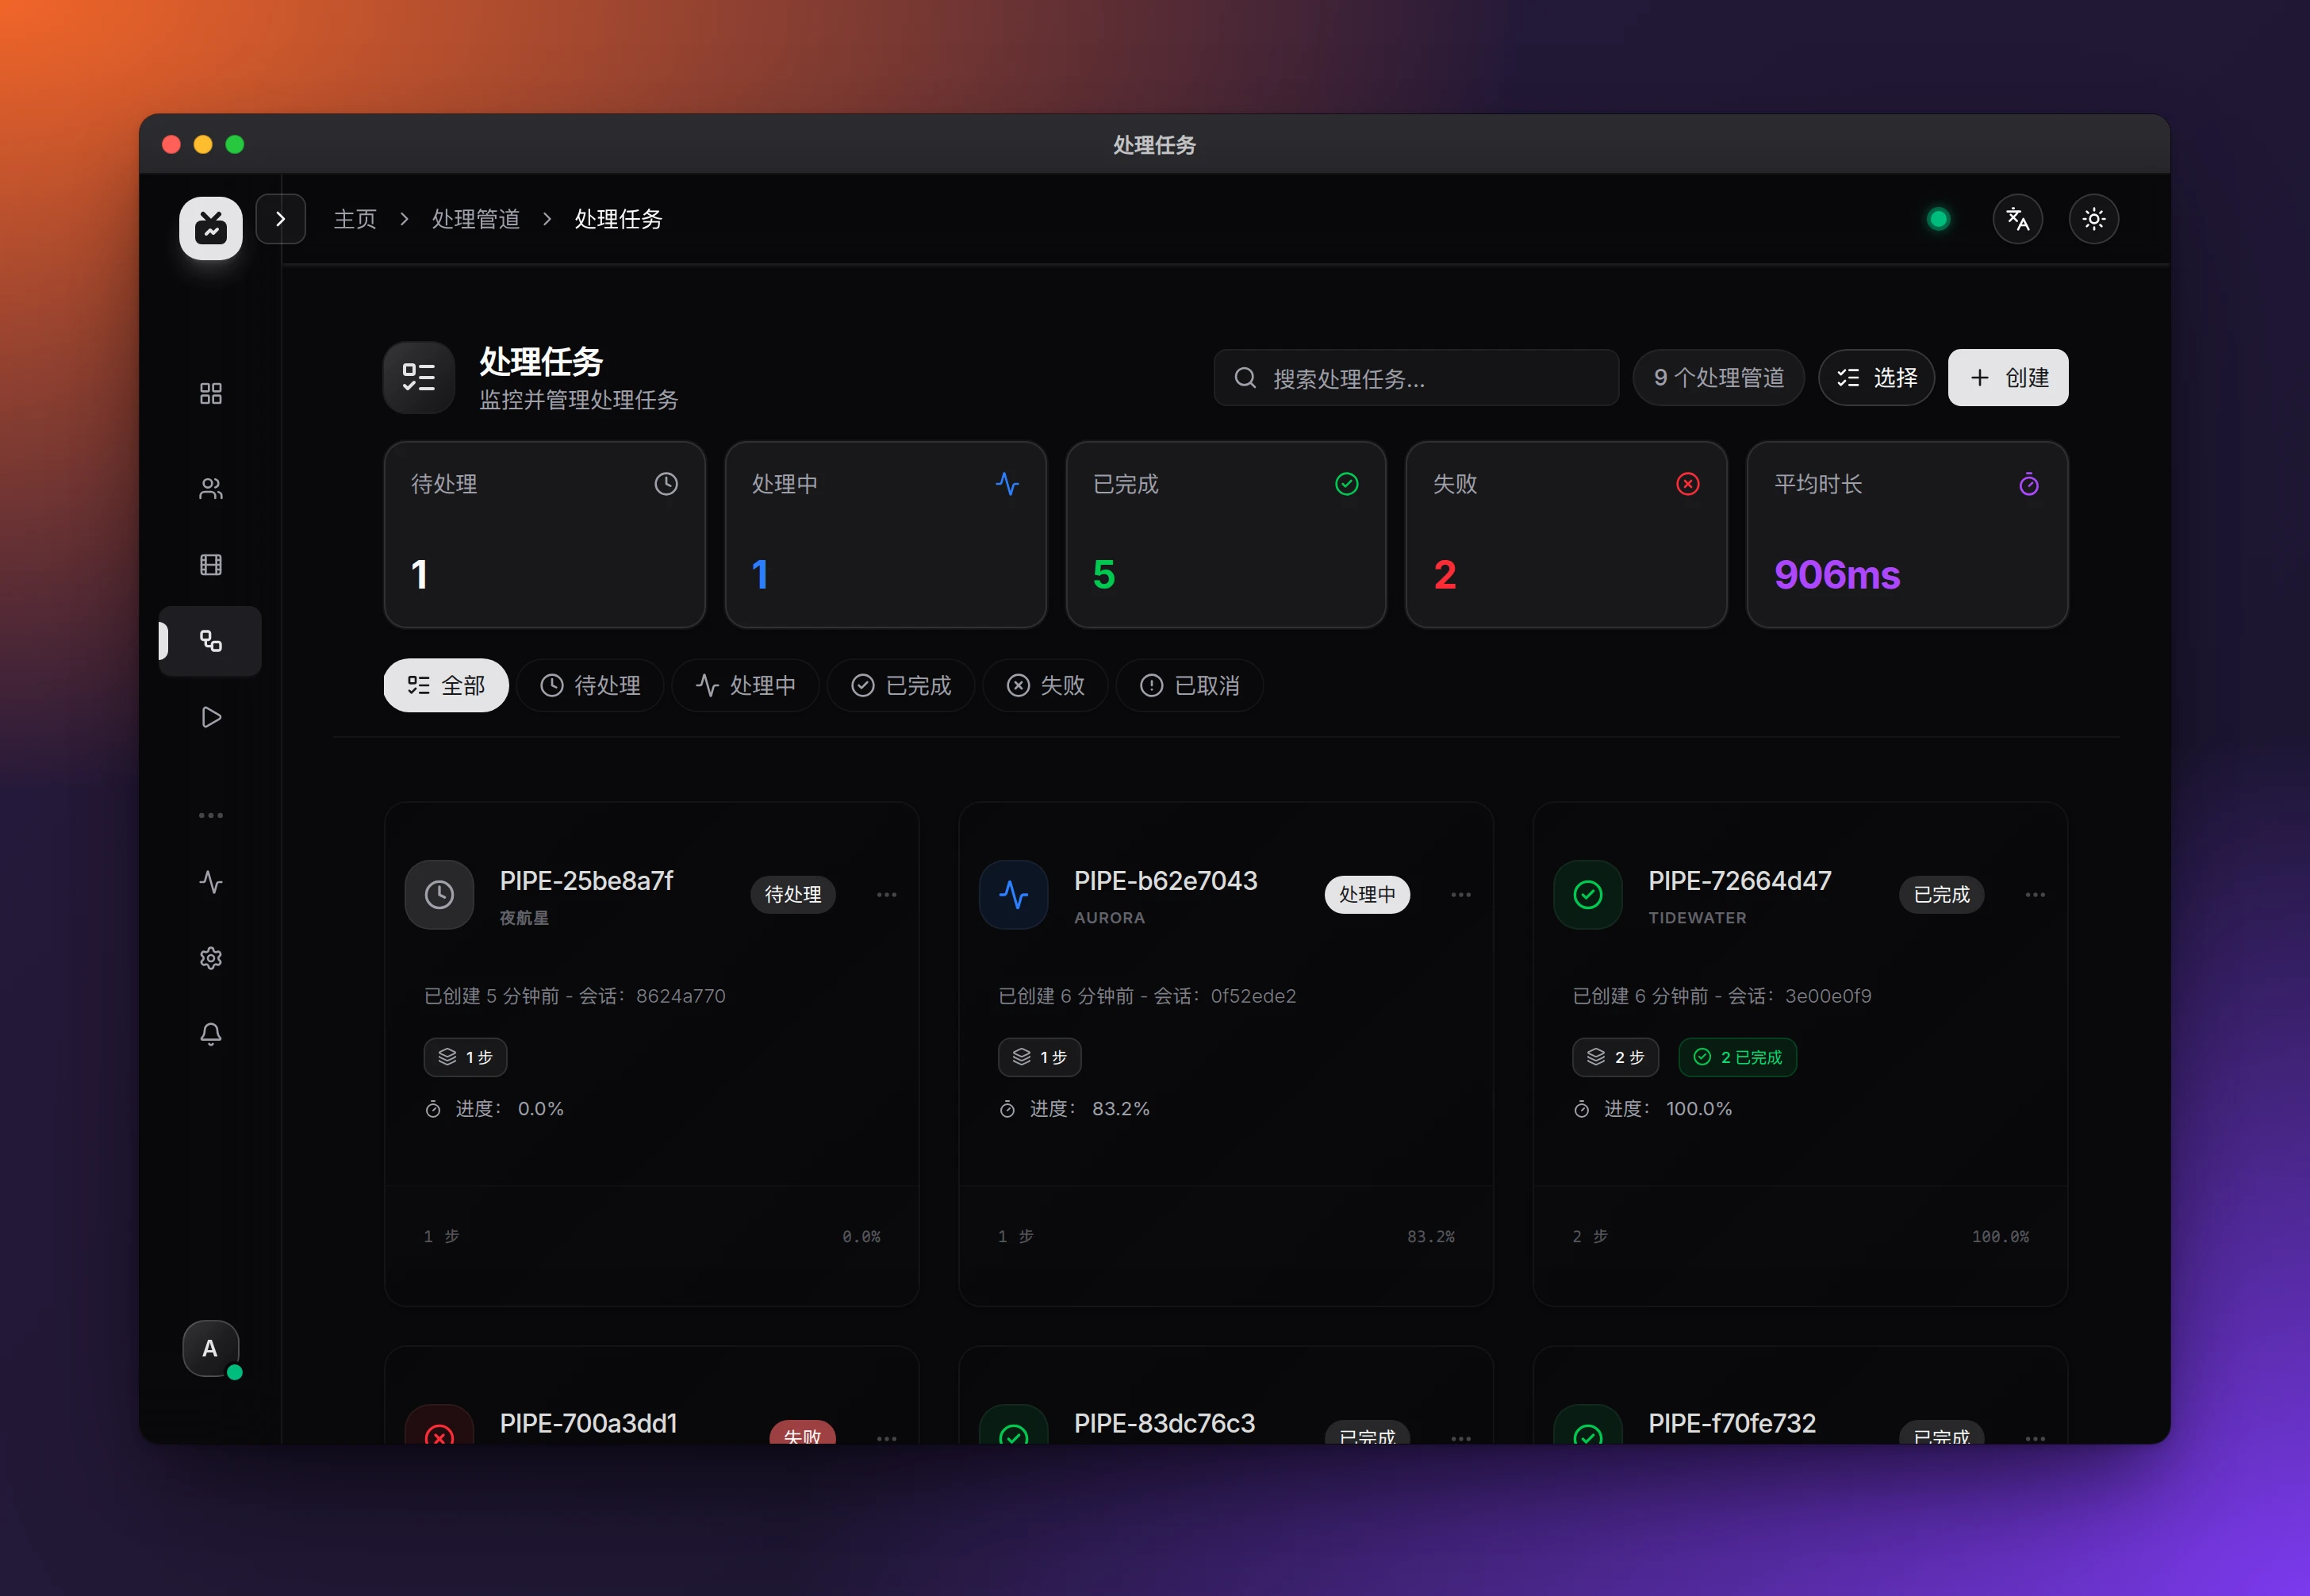 处理任务
主页 处理管道 处理任务
处理任务
监控并管理处理任务
搜索处理任务...
9 个处理管道
选择
创建
待处理
1
处理中
1
已完成
5
失败
2
平均时长
906ms
全部
待处理
处理中
已完成
失败
已取消
PIPE-25be8a7f
夜航星
待处理
已创建 5 分钟前 - 会话： 8624a770
1 步
进度： 0.0%
1 步
0.0%
PIPE-b62e7043
AURORA
处理中
已创建 6 分钟前 - 会话： 0f52ede2
1 步
进度： 83.2%
1 步
83.2%
PIPE-72664d47
TIDEWATER
已完成
已创建 6 分钟前 - 会话： 3e00e0f9
2 步
2 已完成
进度： 100.0%
2 步
100.0%
PIPE-700a3dd1
失败
PIPE-83dc76c3
已完成
PIPE-f70fe732
已完成
A